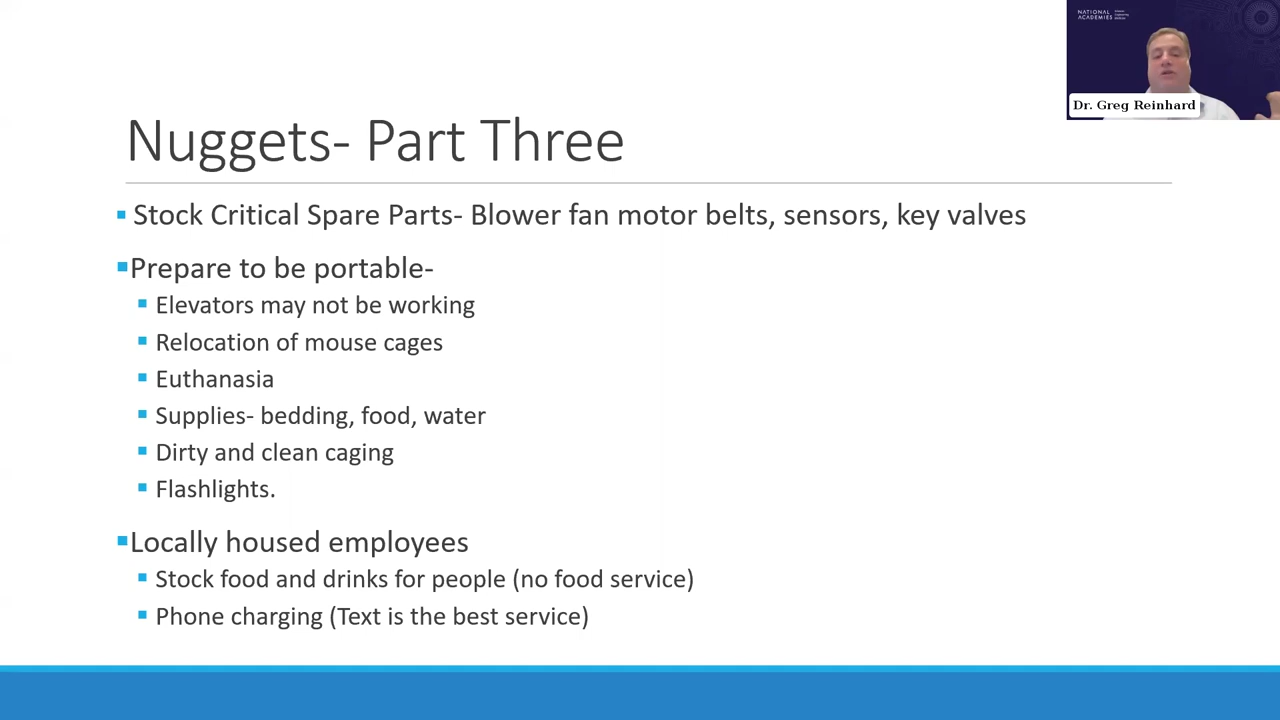 NATIONAL
ACADEMIES
Dr. Greg Reinhard
Nuggets- Part Three
Stock Critical Spare Parts- Blower fan motor belts, sensors, key valves
Prepare to be portable-
Elevators may not be working
Relocation of mouse cages
Euthanasia
Supplies- bedding, food, water
Dirty and clean caging
Flashlights.
Locally housed employees
Stock food and drinks for people (no food service)
Phone charging (Text is the best service)